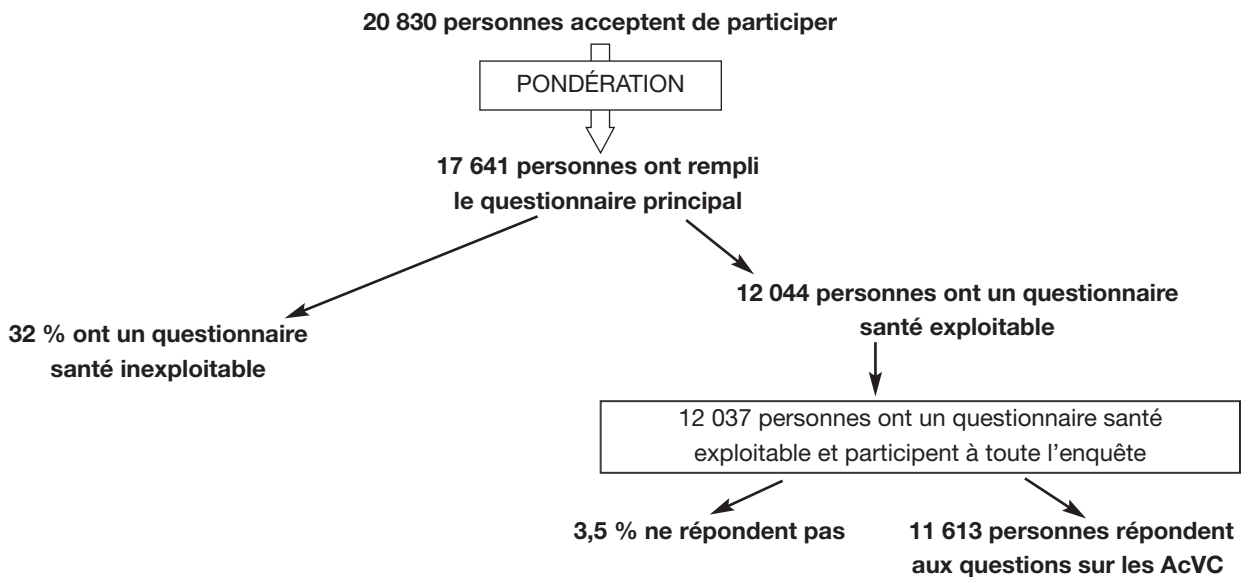 20 830 personnes acceptent de participer
PONDÉRATION
17 641 personnes ont rempli
le questionnaire principal
12 044 personnes ont un questionnaire
santé exploitable
32 % ont un questionnaire
santé inexploitable
12 037 personnes ont un questionnaire santé
exploitable et participent à toute l’enquête
3,5 % ne répondent pas
11 613 personnes répondent
aux questions sur les AcVC